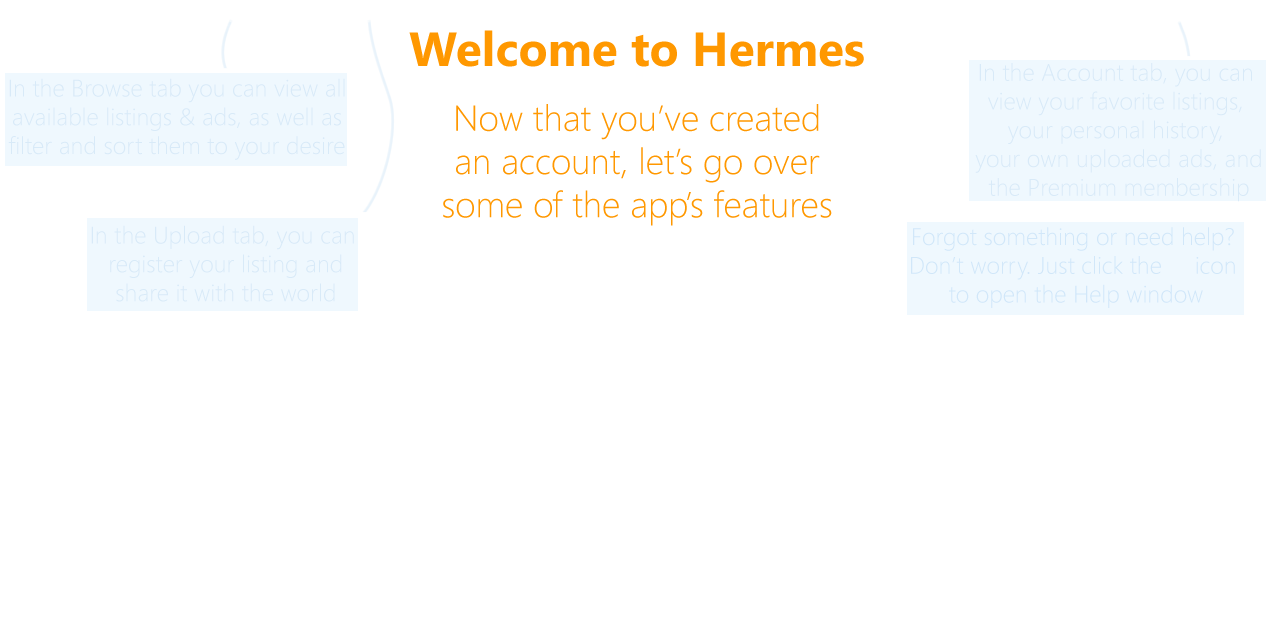 Welcome to Hermes
Now that you've created
an account, let's go over
some of the app's features
In the Browse tab you can view all
available listings & ads, as well as
filter and sort them to your desire
In the Upload tab, you can
register your listing and
share it with the world
In the Account tab, you can
view your favorite listings,
your personal history,
your own uploaded ads, and
the Premium membership
Forgot something or need help?
Don't worry. Just click the icon
to open the Help window